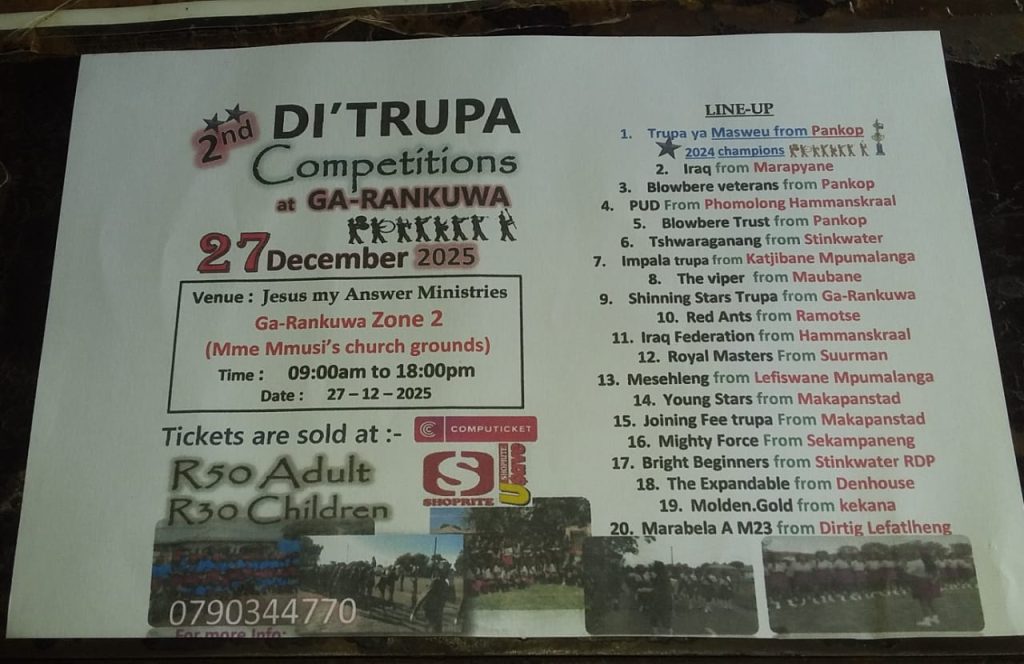 2nd DI'TRUPA
Competitions
at GA-RANKUWA
27 December 2025
Venue : Jesus my Answer Ministries
Ga-Rankuwa Zone 2
(Mme Mmusi's church grounds)
Time : 09:00am to 18:00pm
Date : 27 – 12 – 2025
Tickets are sold at :- C COMPUTICKET
R50 Adult
R30 Children
S SHOPRITE
SHOPRITE Usave
0790344770
For more Info:
LINE-UP
1. Trupa ya Masweu from Pankop
2024 champions
2. Iraq from Marapyane
3. Blowbere veterans from Pankop
4. PUD From Phomolong Hammanskraal
5. Blowbere Trust from Pankop
6. Tshwaraganang from Stinkwater
7. Impala trupa from Katjibane Mpumalanga
8. The viper from Maubane
9. Shinning Stars Trupa from Ga-Rankuwa
10. Red Ants from Ramotse
11. Iraq Federation from Hammanskraal
12. Royal Masters From Suurman
13. Mesehleng from Lefiswane Mpumalanga
14. Young Stars from Makapanstad
15. Joining Fee trupa From Makapanstad
16. Mighty Force From Sekampaneng
17. Bright Beginners from Stinkwater RDP
18. The Expandable from Denhouse
19. Molden.Gold from kekana
20. Marabela A M23 from Dirtig Lefatlheng